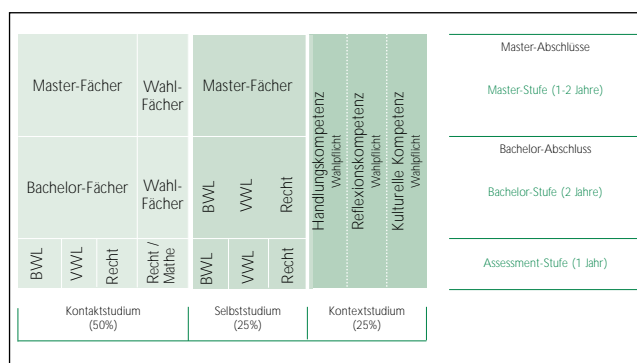 Master-Fächer
Wahl-
Fächer
Master-Fächer
Handlungskompetenz
Wahlpflicht
Reflexionskompetenz
Wahlpflicht
Kulturelle Kompetenz
Wahlpflicht
Master-Abschlüsse
Master-Stufe (1-2 Jahre)
Bachelor-Fächer
Wahl-
Fächer
BWL
VWL
Recht
Bachelor-Abschluss
Bachelor-Stufe (2 Jahre)
BWL
VWL
Recht
Recht /
Mathe
BWL
VWL
Recht
Assessment-Stufe (1 Jahr)
Kontaktstudium
(50%)
Selbststudium
(25%)
Kontextstudium
(25%)